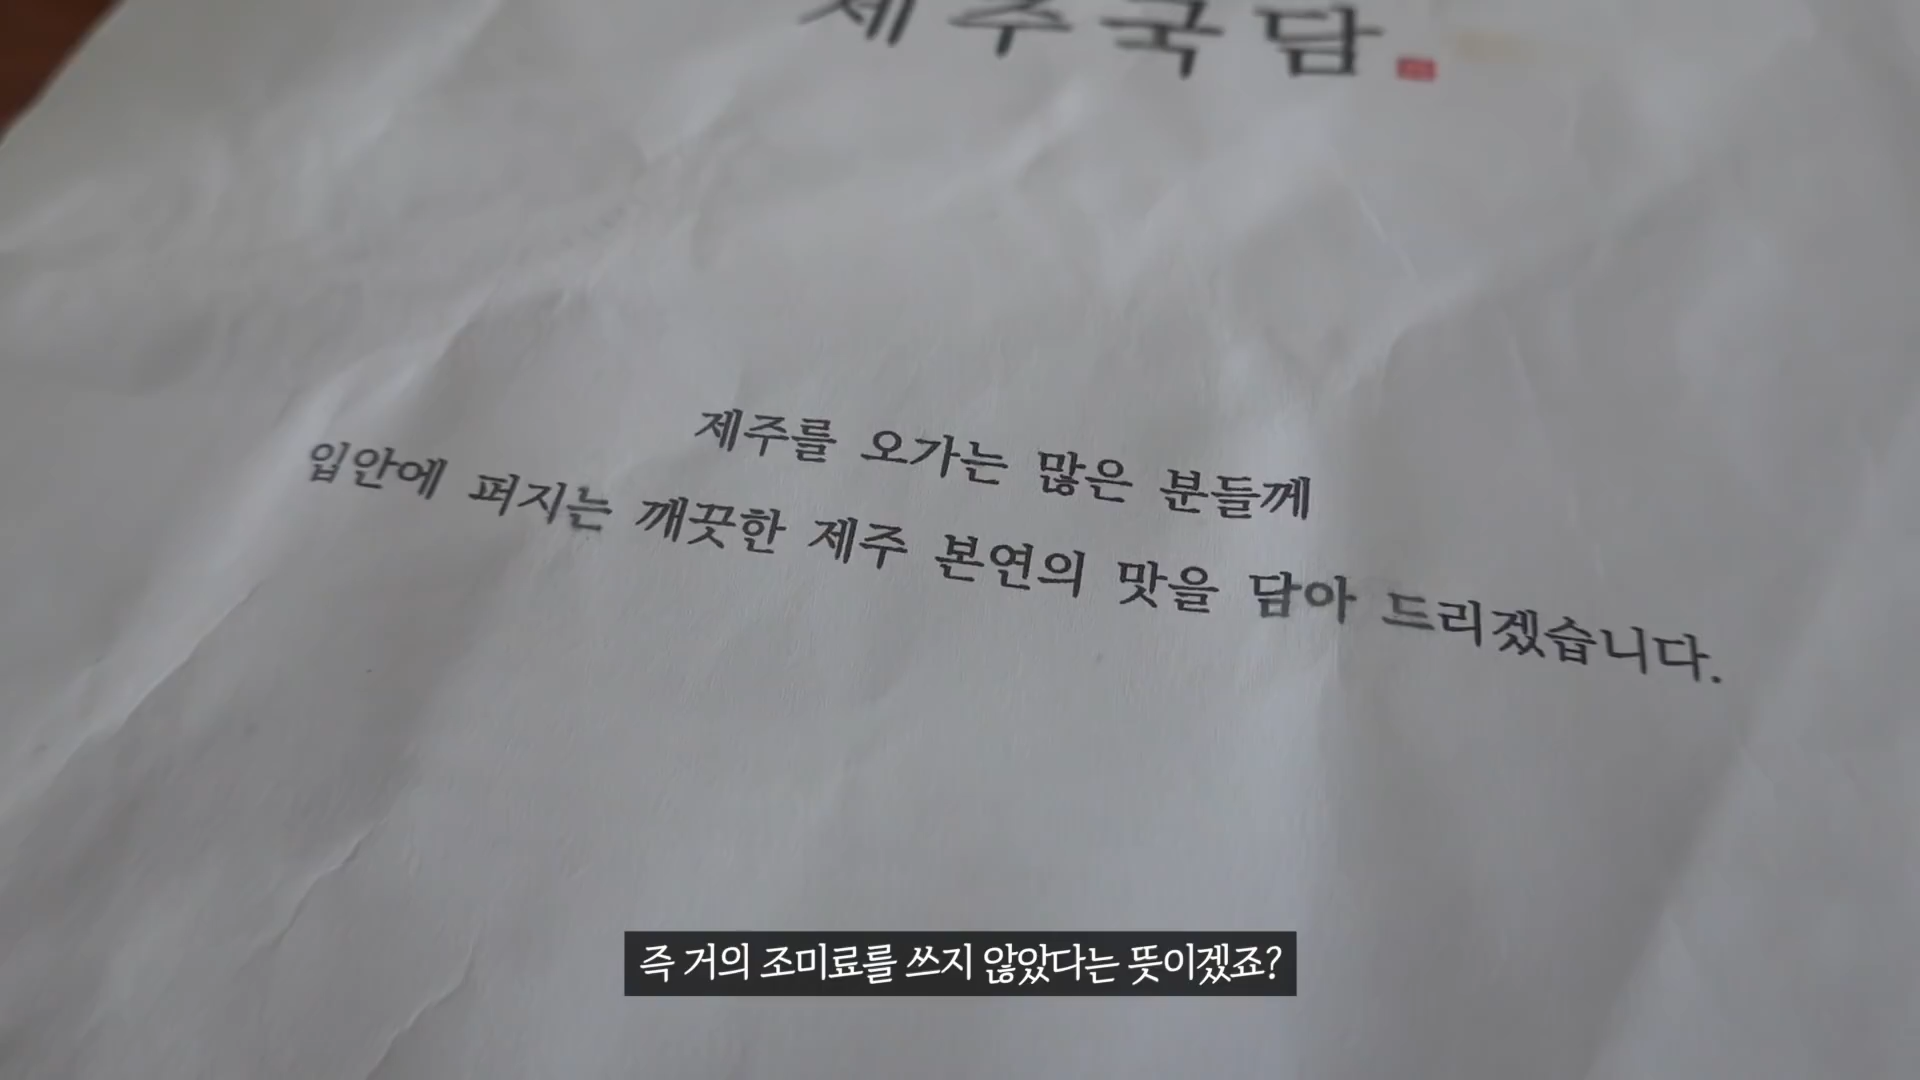 제주국담
제주를 오가는 많은 분들께
입안에 퍼지는 깨끗한 제주 본연의 맛을 담아 드리겠습니다.
즉 거의 조미료를 쓰지 않았다는 뜻이겠죠?